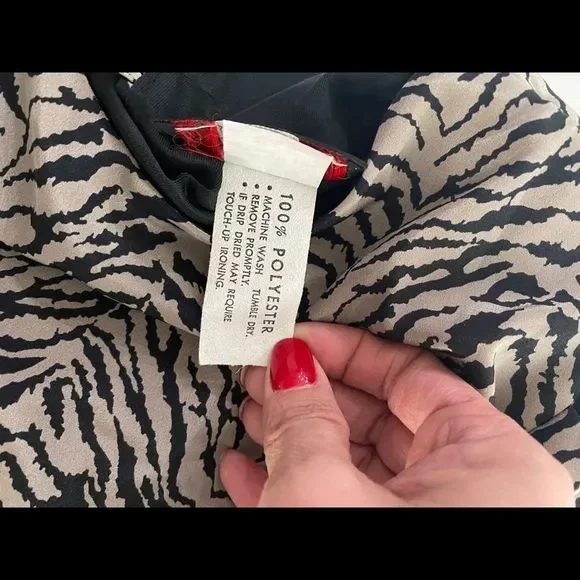 100% POLYESTER
• MACHINE WASH TUMBLE DRY.
• REMOVE PROMPTLY.
• IF DRIP DRIED MAY REQUIRE
TOUCH-UP IRONING.